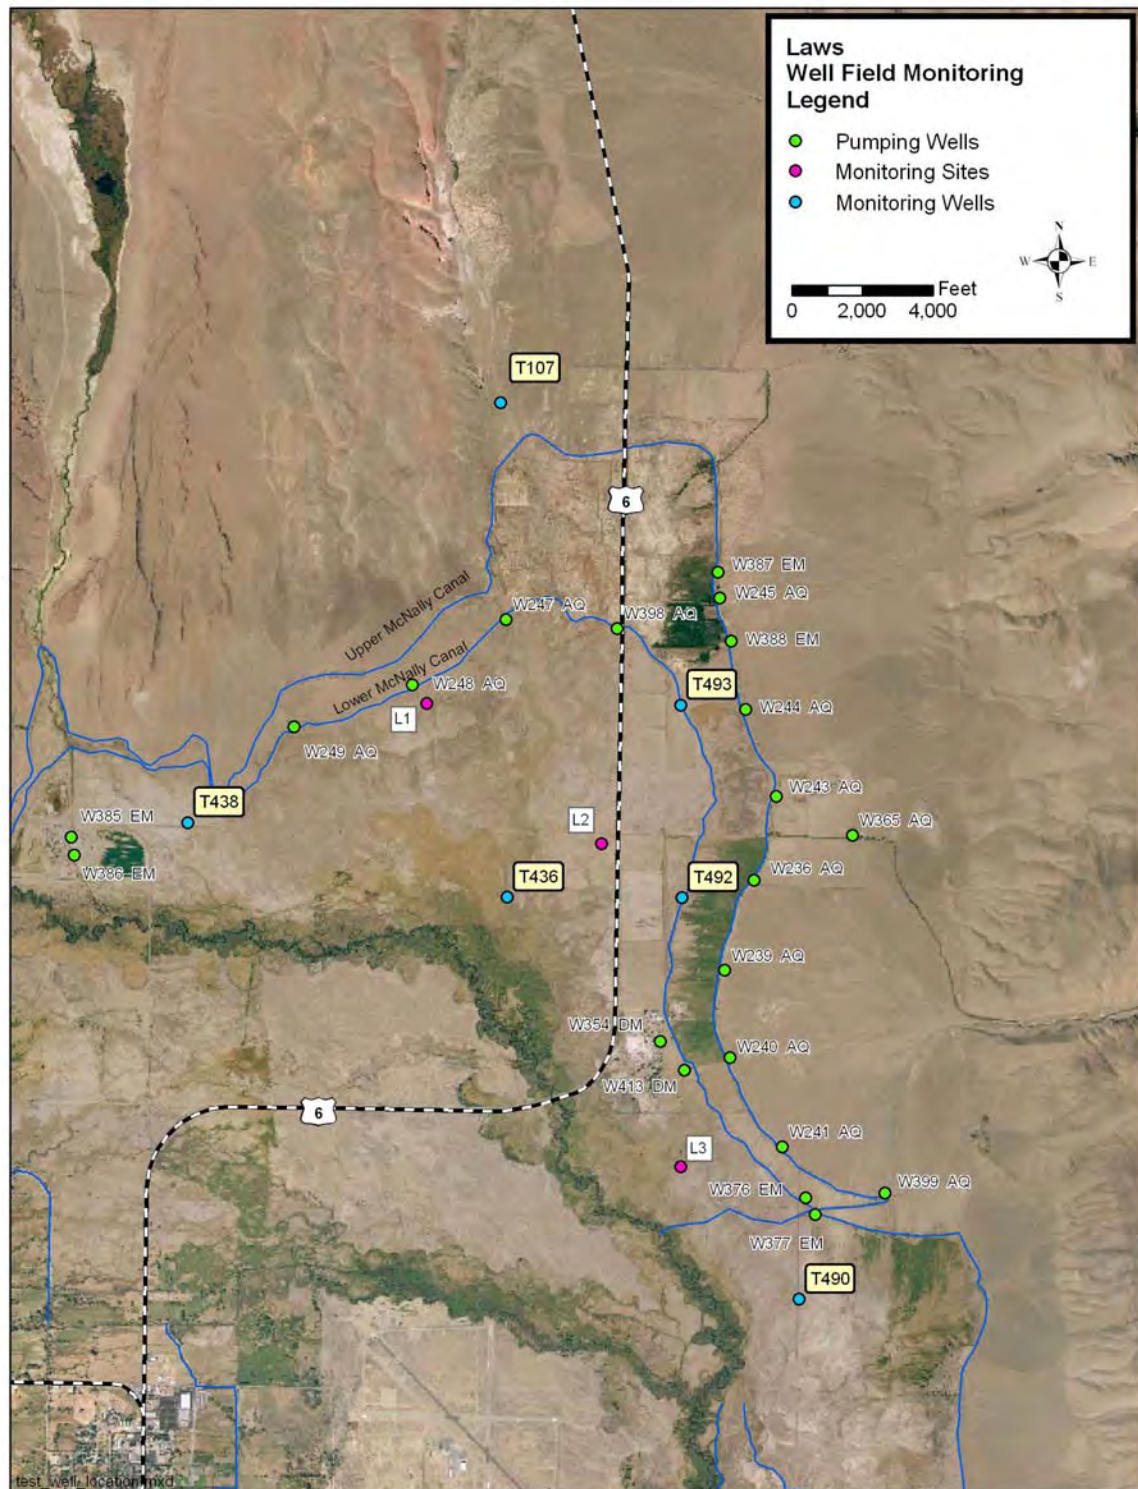 Laws
Well Field Monitoring
Legend
Pumping Wells
Monitoring Sites
Monitoring Wells
N
W E
S
Feet
0 2,000 4,000
T107
6
W387 EM
W245 AQ
W247 AQ
W398 AQ
W388 EM
Upper McNally Canal
Lower McNally Canal
W248 AQ
T493
L1
W244 AQ
W249 AQ
T438
W243 AQ
L2
W385 EM
W365 AQ
W386 EM
T436
T492
W236 AQ
W239 AQ
W354 DM
W240 AQ
W413 DM
6
W241 AQ
L3
W376 EM
W399 AQ
W377 EM
T490
test_well_location.mxd